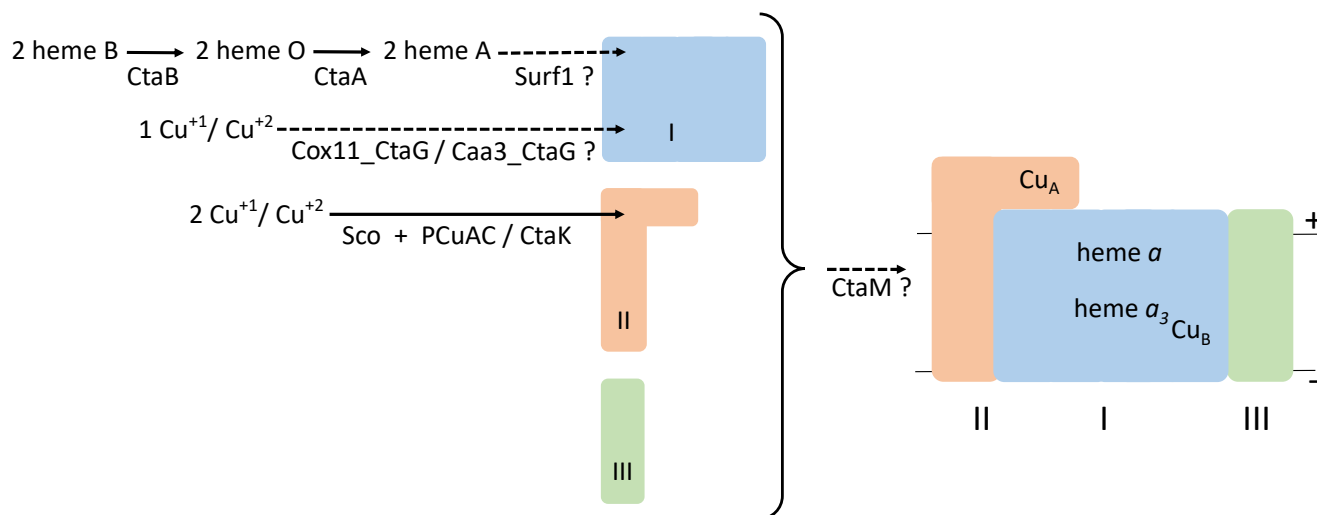 2 heme B 2 heme O 2 heme A
CtaB CtaA Surf1 ?
1 Cu+1/ Cu+2 I
Cox11_CtaG / Caa3_CtaG ?
2 Cu+1/ Cu+2
Sco + PCuAC / CtaK
II
III
CtaM ?
CuA
+
heme a
heme a3 CuB
-
II I III